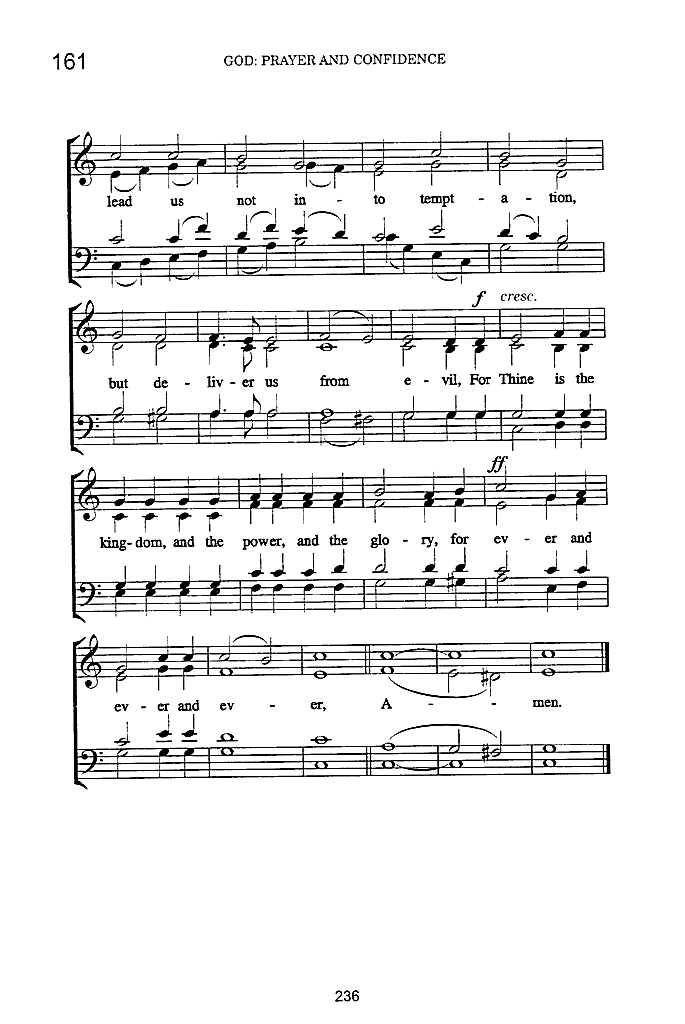 161
GOD: PRAYER AND CONFIDENCE
lead us not in - to tempt - a - tion,
f cresc.
but de - liv - er us from e - vil, For Thine is the
ff
king- dom, and the power, and the glo - ry, for ev - er and
ev - er and ev - er, A - - men.
236